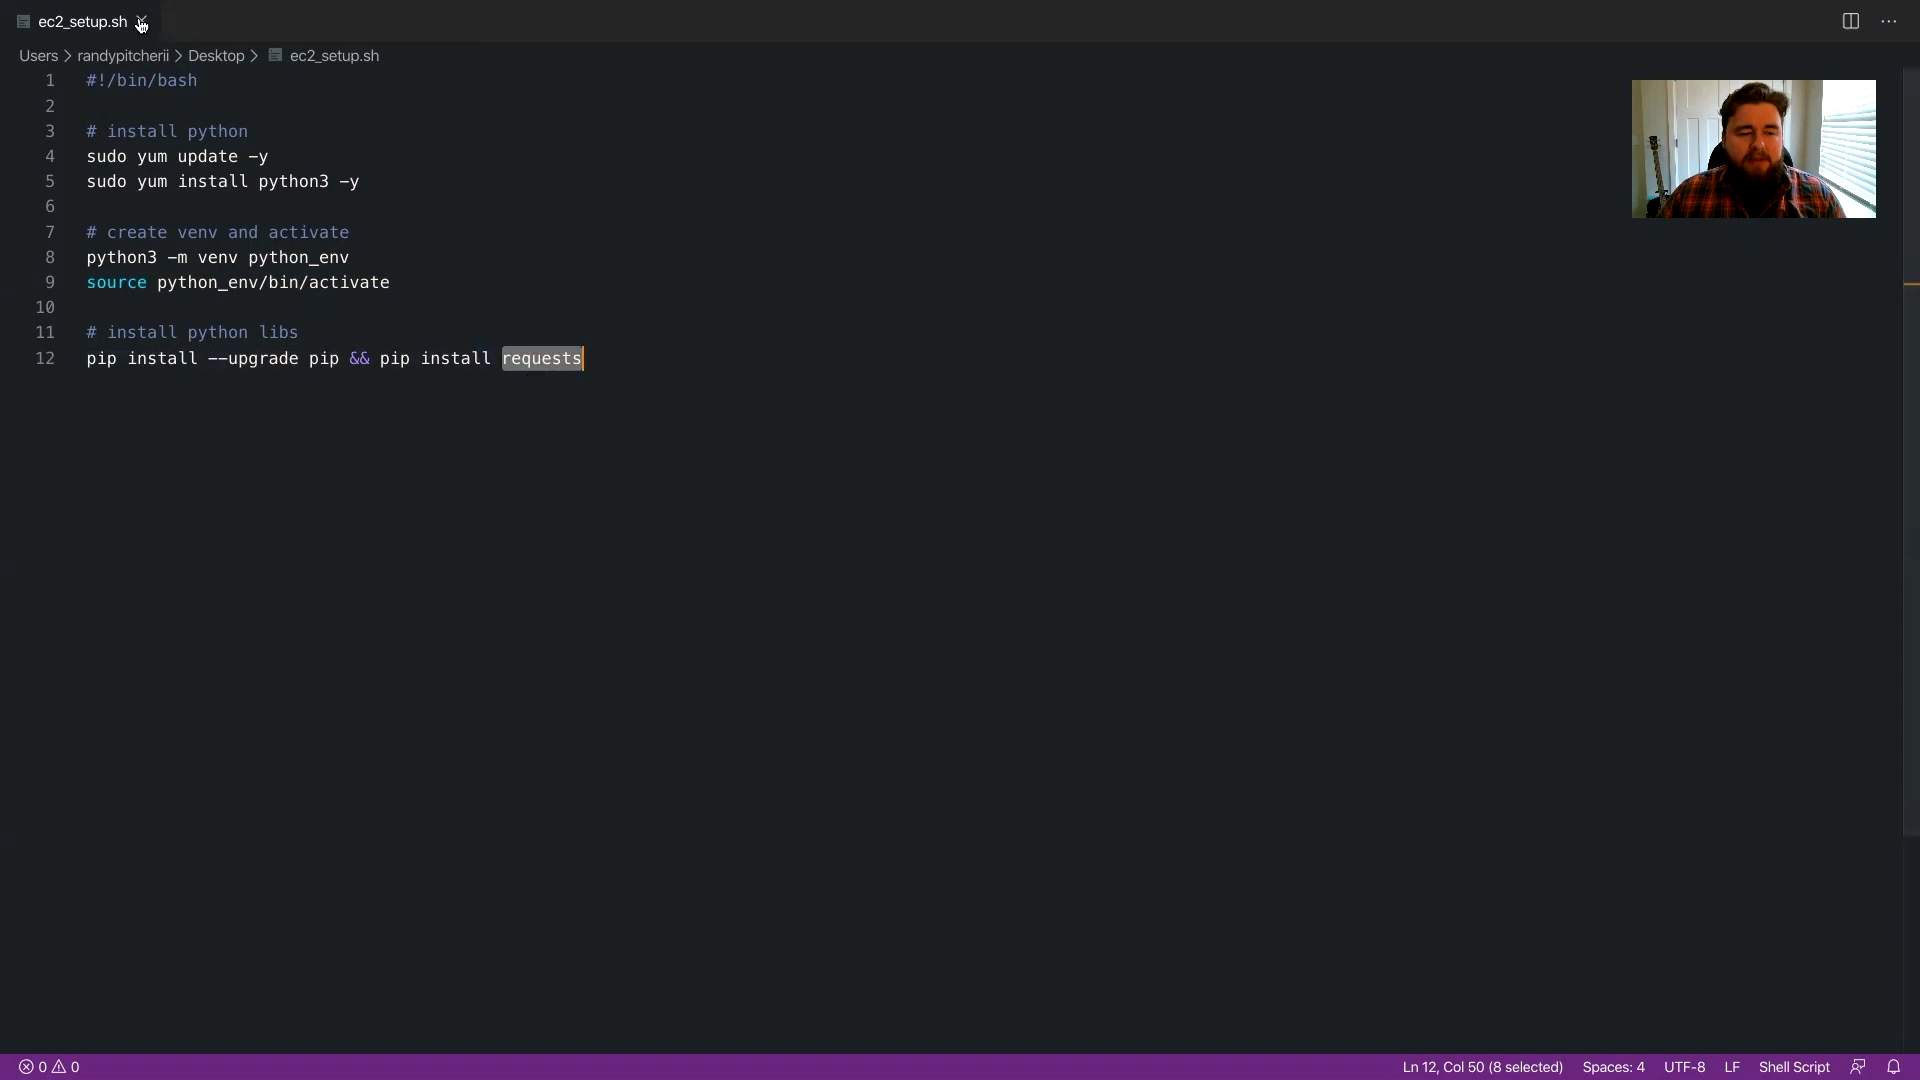 ec2_setup.sh
Users > randypitcherii > Desktop > ec2_setup.sh
1 #!/bin/bash
2
3 # install python
4 sudo yum update -y
5 sudo yum install python3 -y
6
7 # create venv and activate
8 python3 -m venv python_env
9 source python_env/bin/activate
10
11 # install python libs
12 pip install --upgrade pip && pip install requests
0 0 Ln 12, Col 50 (8 selected) Spaces: 4 UTF-8 LF Shell Script